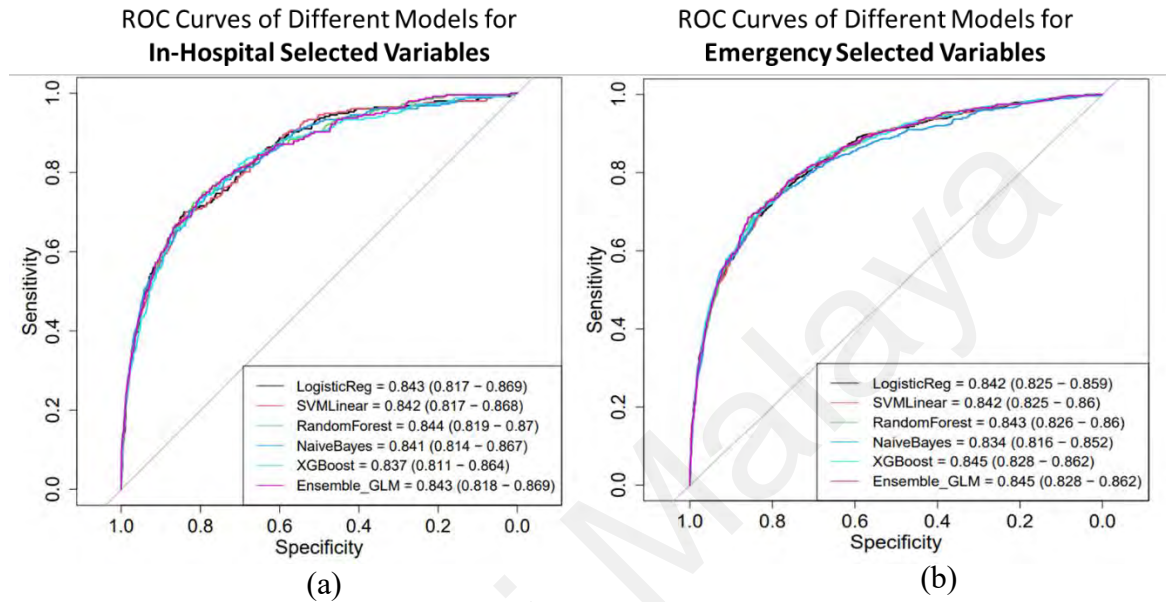 ROC Curves of Different Models for
In-Hospital Selected Variables
1.0
0.8
0.6
0.4
0.2
0.0
Sensitivity
LogisticReg = 0.843 (0.817 − 0.869)
SVMLinear = 0.842 (0.817 − 0.868)
RandomForest = 0.844 (0.819 − 0.87)
NaiveBayes = 0.841 (0.814 − 0.867)
XGBoost = 0.837 (0.811 − 0.864)
Ensemble_GLM = 0.843 (0.818 − 0.869)
1.0 0.8 0.6 0.4 0.2 0.0
Specificity
(a)
ROC Curves of Different Models for
Emergency Selected Variables
1.0
0.8
0.6
0.4
0.2
0.0
Sensitivity
LogisticReg = 0.842 (0.825 − 0.859)
SVMLinear = 0.842 (0.825 − 0.86)
RandomForest = 0.843 (0.826 − 0.86)
NaiveBayes = 0.834 (0.816 − 0.852)
XGBoost = 0.845 (0.828 − 0.862)
Ensemble_GLM = 0.845 (0.828 − 0.862)
1.0 0.8 0.6 0.4 0.2 0.0
Specificity
(b)
i Malaya